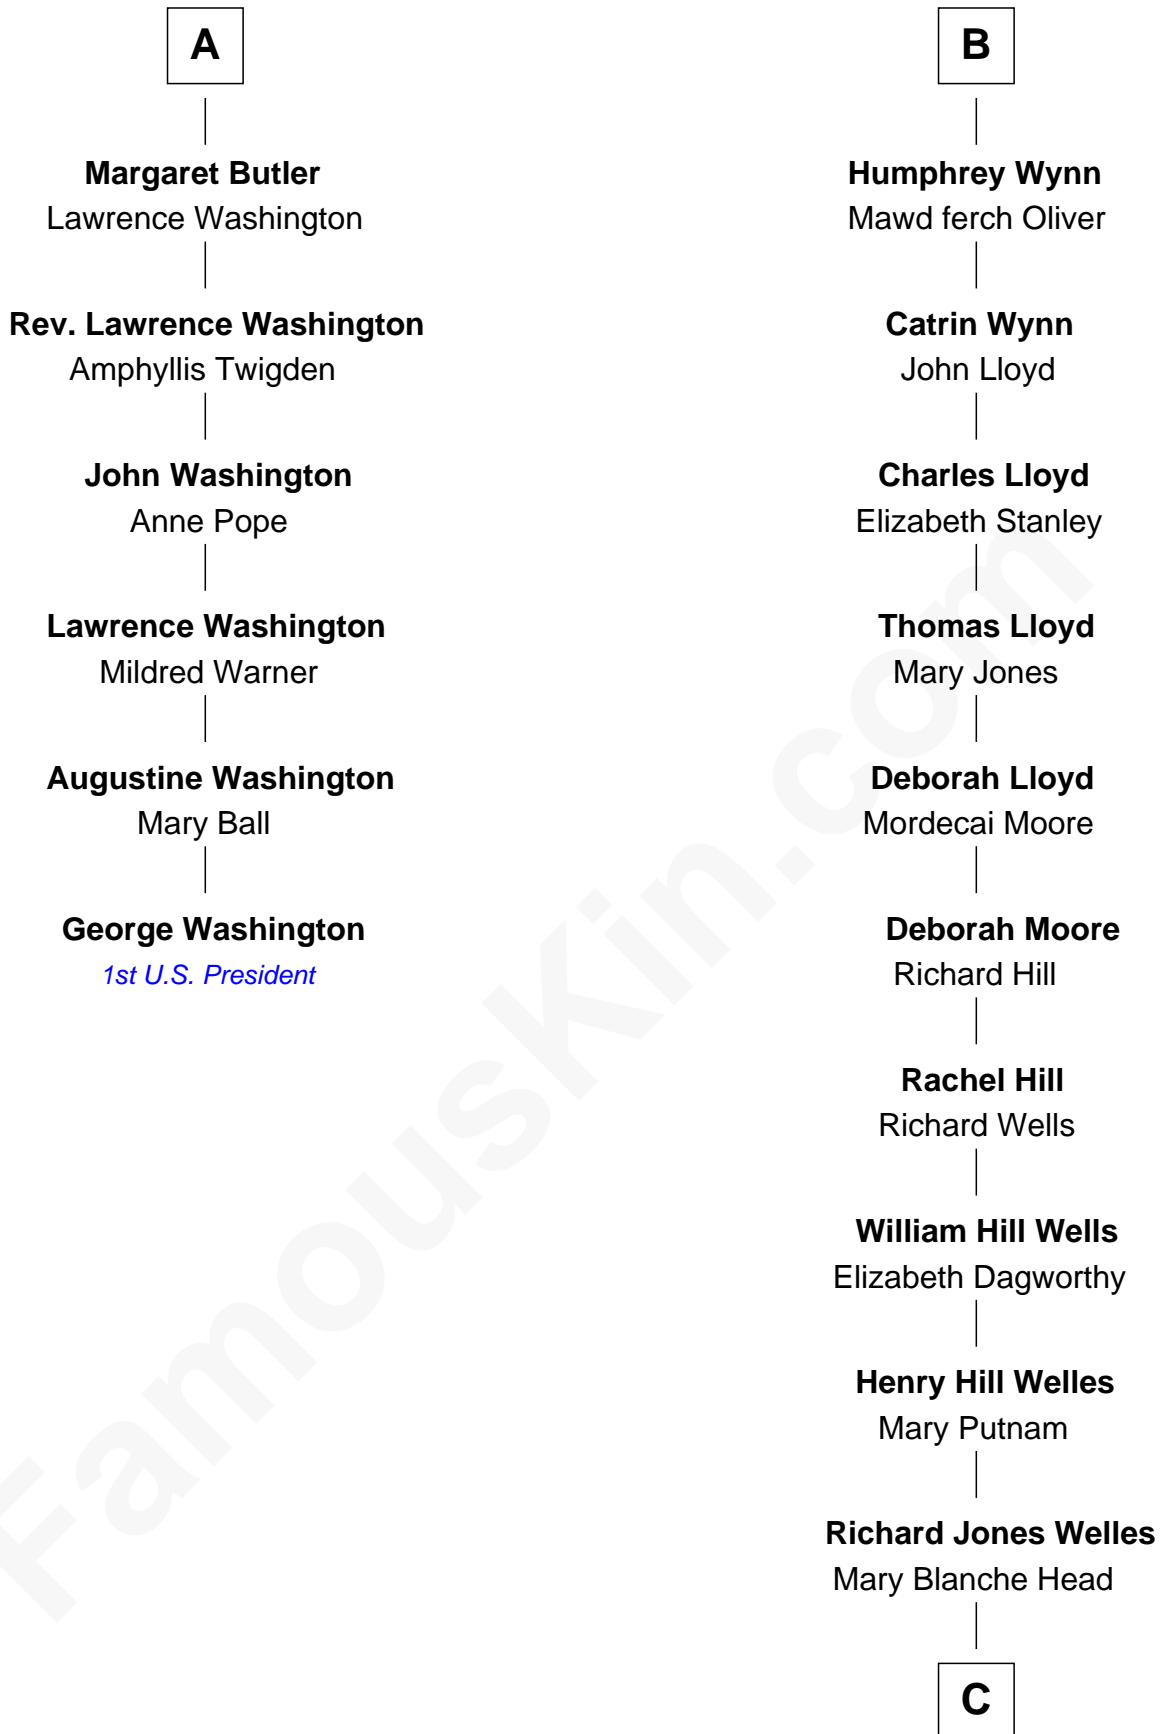 A
Margaret Butler
Lawrence Washington
Rev. Lawrence Washington
Amphyllis Twigden
John Washington
Anne Pope
Lawrence Washington
Mildred Warner
Augustine Washington
Mary Ball
George Washington
1st U.S. President
B
Humphrey Wynn
Mawd ferch Oliver
Catrin Wynn
John Lloyd
Charles Lloyd
Elizabeth Stanley
Thomas Lloyd
Mary Jones
Deborah Lloyd
Mordecai Moore
Deborah Moore
Richard Hill
Rachel Hill
Richard Wells
William Hill Wells
Elizabeth Dagworthy
Henry Hill Welles
Mary Putnam
Richard Jones Welles
Mary Blanche Head
C
FamousKin.com